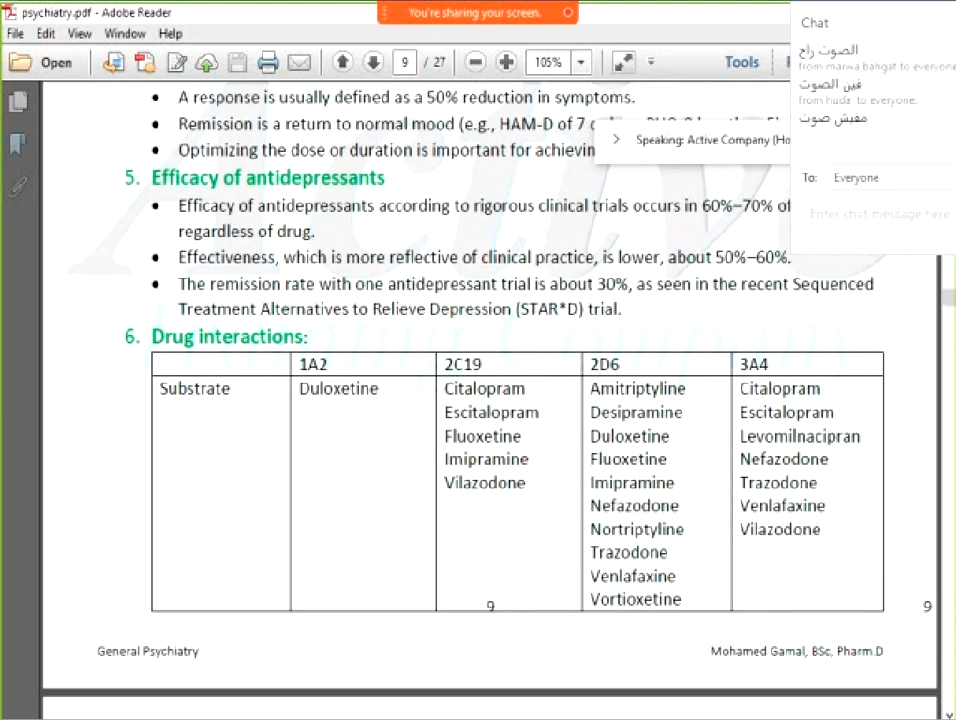 psychiatry.pdf - Adobe Reader
You're sharing your screen.
File Edit View Window Help
Open 9 / 27 105% Tools
Chat
الصوت راح
from marwa bahgat to everyone
فين الصوت
from huda to everyone:
مفيش صوت
To: Everyone
Enter chat message here
Speaking: Active Company (Ho
• A response is usually defined as a 50% reduction in symptoms.
• Remission is a return to normal mood (e.g., HAM-D of 7
• Optimizing the dose or duration is important for achievin
5. Efficacy of antidepressants
• Efficacy of antidepressants according to rigorous clinical trials occurs in 60%–70% of
regardless of drug.
• Effectiveness, which is more reflective of clinical practice, is lower, about 50%–60%.
• The remission rate with one antidepressant trial is about 30%, as seen in the recent Sequenced
Treatment Alternatives to Relieve Depression (STAR*D) trial.
6. Drug interactions:
1A2 2C19 2D6 3A4
Substrate Duloxetine Citalopram Amitriptyline Citalopram
Escitalopram Desipramine Escitalopram
Fluoxetine Duloxetine Levomilnacipran
Imipramine Fluoxetine Nefazodone
Vilazodone Imipramine Trazodone
Nefazodone Venlafaxine
Nortriptyline Vilazodone
Trazodone
Venlafaxine
Vortioxetine
9
9
General Psychiatry Mohamed Gamal, BSc, Pharm.D